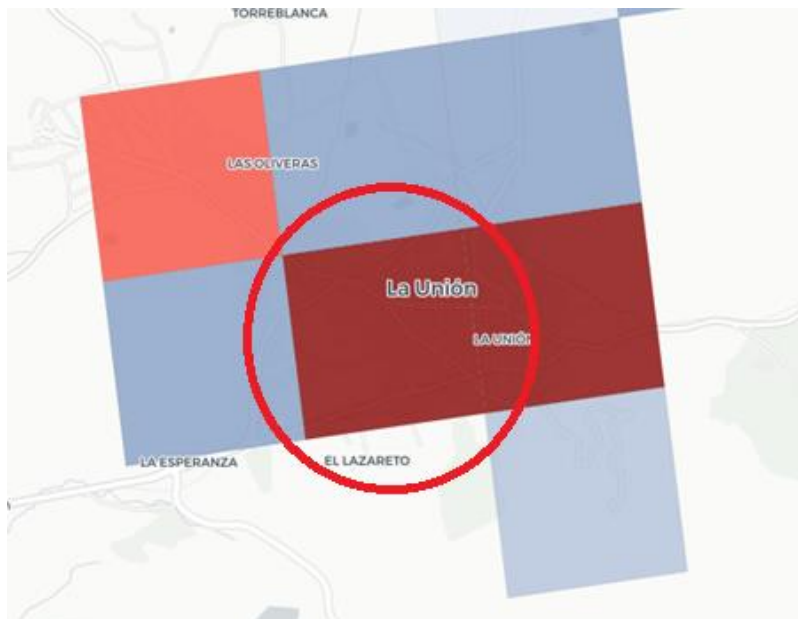 TORREBLANCA
LAS OLIVERAS
La Unión
LA UNIÓN
LA ESPERANZA
EL LAZARETO